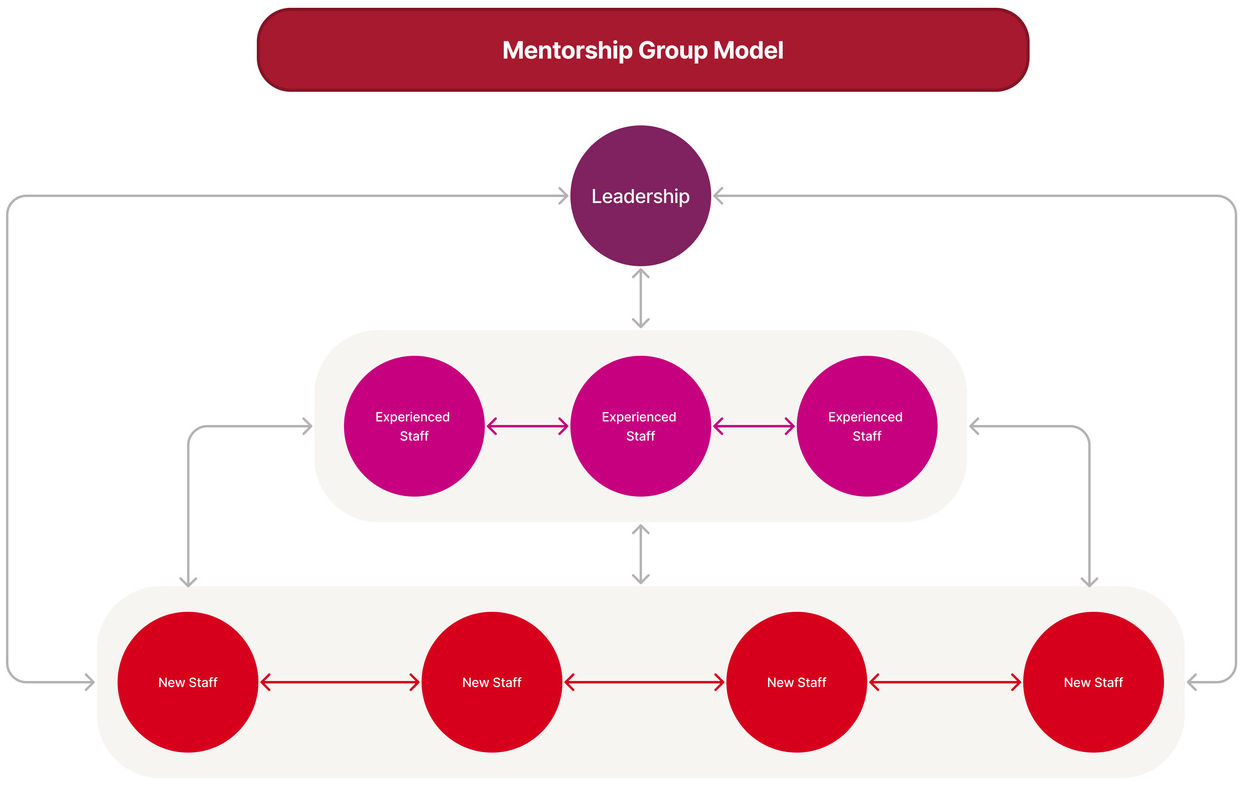 Mentorship Group Model
Leadership
Experienced
Staff
Experienced
Staff
Experienced
Staff
New Staff
New Staff
New Staff
New Staff